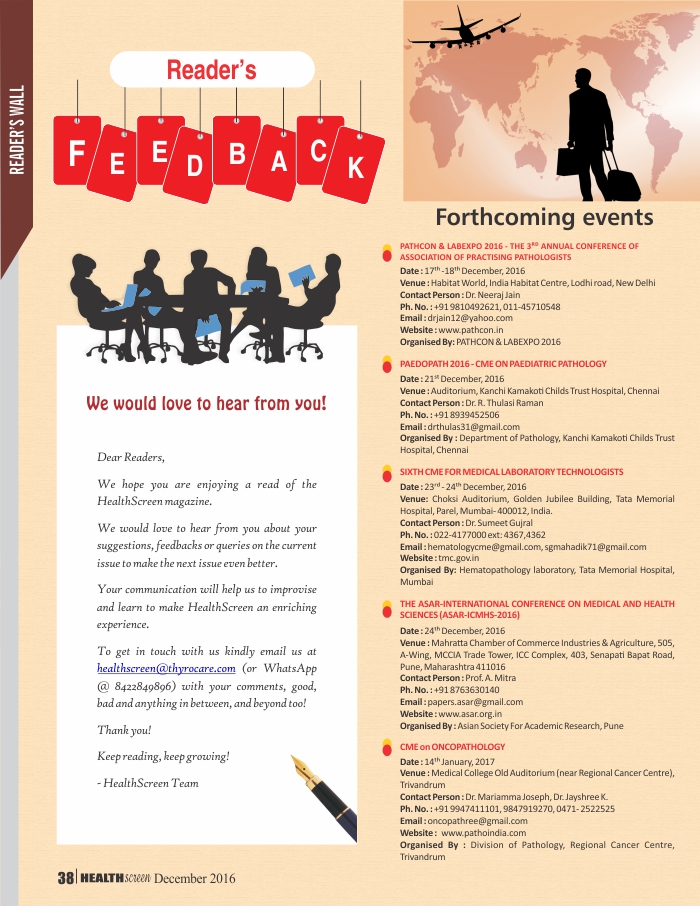 READER'S WALL
Reader's
FEEDBACK
We would love to hear from you!
Dear Readers,
We hope you are enjoying a read of the
HealthScreen magazine.
We would love to hear from you about your
suggestions, feedbacks or queries on the current
issue to make the next issue even better.
Your communication will help us to improvise
and learn to make HealthScreen an enriching
experience.
To get in touch with us kindly email us at
healthscreen@thyrocare.com (or WhatsApp
@ 8422849896) with your comments, good,
bad and anything in between, and beyond too!
Thank you!
Keep reading, keep growing!
- HealthScreen Team
Forthcoming events
PATHCON & LABEXPO 2016 - THE 3RD ANNUAL CONFERENCE OF
ASSOCIATION OF PRACTISING PATHOLOGISTS
Date : 17th -18th December, 2016
Venue : Habitat World, India Habitat Centre, Lodhi road, New Delhi
Contact Person : Dr. Neeraj Jain
Ph. No. : +91 9810492621, 011-45710548
Email : drjain12@yahoo.com
Website : www.pathcon.in
Organised By: PATHCON & LABEXPO 2016
PAEDOPATH 2016 - CME ON PAEDIATRIC PATHOLOGY
Date : 21st December, 2016
Venue : Auditorium, Kanchi Kamakoti Childs Trust Hospital, Chennai
Contact Person : Dr. R. Thulasi Raman
Ph. No. : +91 8939452506
Email : drthulas31@gmail.com
Organised By : Department of Pathology, Kanchi Kamakoti Childs Trust
Hospital, Chennai
SIXTH CME FOR MEDICAL LABORATORY TECHNOLOGISTS
Date : 23rd - 24th December, 2016
Venue: Choksi Auditorium, Golden Jubilee Building, Tata Memorial
Hospital, Parel, Mumbai- 400012, India.
Contact Person : Dr. Sumeet Gujral
Ph. No. : 022-4177000 ext: 4367,4362
Email : hematologycme@gmail.com, sgmahadik71@gmail.com
Website : tmc.gov.in
Organised By: Hematopathology laboratory, Tata Memorial Hospital,
Mumbai
THE ASAR-INTERNATIONAL CONFERENCE ON MEDICAL AND HEALTH
SCIENCES (ASAR-ICMHS-2016)
Date : 24th December, 2016
Venue : Mahratta Chamber of Commerce Industries & Agriculture, 505,
A-Wing, MCCIA Trade Tower, ICC Complex, 403, Senapati Bapat Road,
Pune, Maharashtra 411016
Contact Person : Prof. A. Mitra
Ph. No. : +91 8763630140
Email : papers.asar@gmail.com
Website : www.asar.org.in
Organised By : Asian Society For Academic Research, Pune
CME on ONCOPATHOLOGY
Date : 14th January, 2017
Venue : Medical College Old Auditorium (near Regional Cancer Centre),
Trivandrum
Contact Person : Dr. Mariamma Joseph, Dr. Jayshree K.
Ph. No. : +91 9947411101, 9847919270, 0471- 2522525
Email : oncopathree@gmail.com
Website : www.pathoindia.com
Organised By : Division of Pathology, Regional Cancer Centre,
Trivandrum
38 HEALTHscreen December 2016